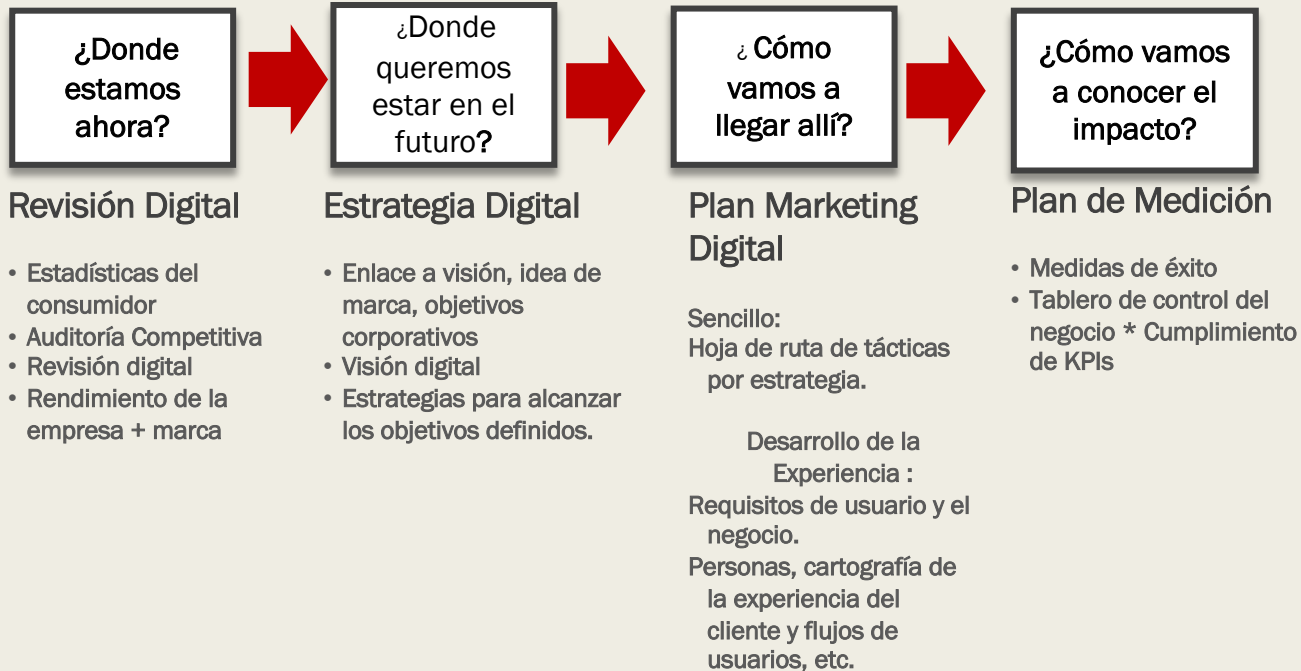 ¿Donde
estamos
ahora?
¿Donde
queremos
estar en el
futuro?
¿ Cómo
vamos a
llegar allí?
¿Cómo vamos
a conocer el
impacto?
Revisión Digital
• Estadísticas del
consumidor
• Auditoría Competitiva
• Revisión digital
• Rendimiento de la
empresa + marca
Estrategia Digital
• Enlace a visión, idea de
marca, objetivos
corporativos
• Visión digital
• Estrategias para alcanzar
los objetivos definidos.
Plan Marketing
Digital
Sencillo:
Hoja de ruta de tácticas
por estrategia.
Desarrollo de la
Experiencia :
Requisitos de usuario y el
negocio.
Personas, cartografía de
la experiencia del
cliente y flujos de
usuarios, etc.
Plan de Medición
• Medidas de éxito
• Tablero de control del
negocio * Cumplimiento
de KPIs